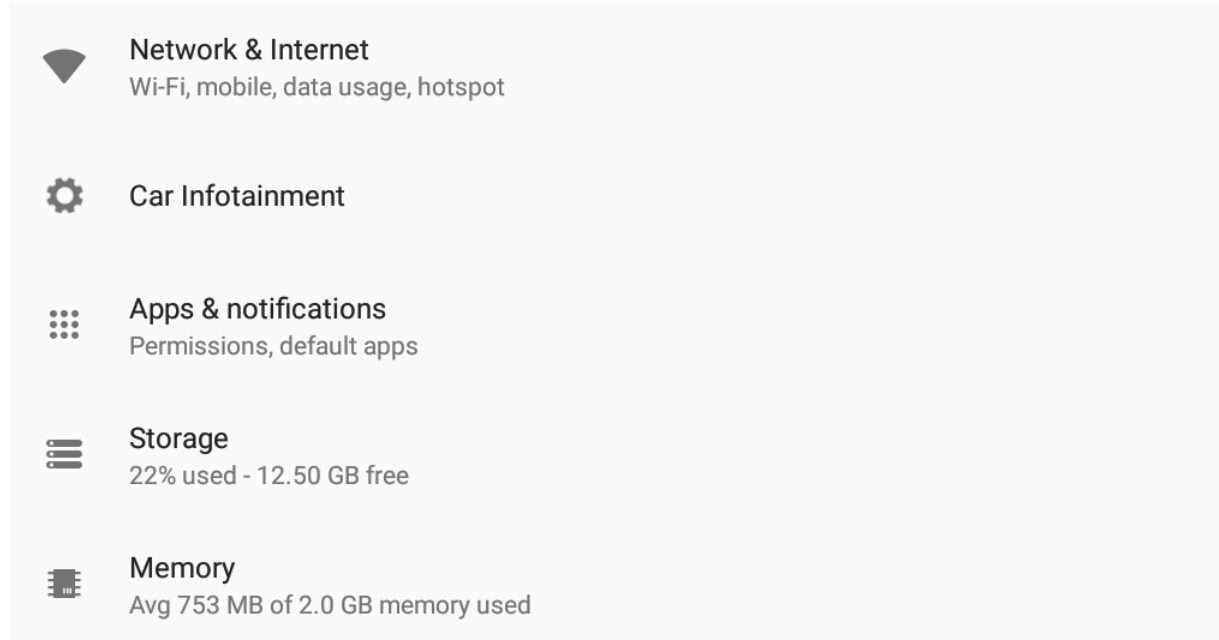 Network & Internet
Wi-Fi, mobile, data usage, hotspot
Car Infotainment
Apps & notifications
Permissions, default apps
Storage
22% used - 12.50 GB free
Memory
Avg 753 MB of 2.0 GB memory used